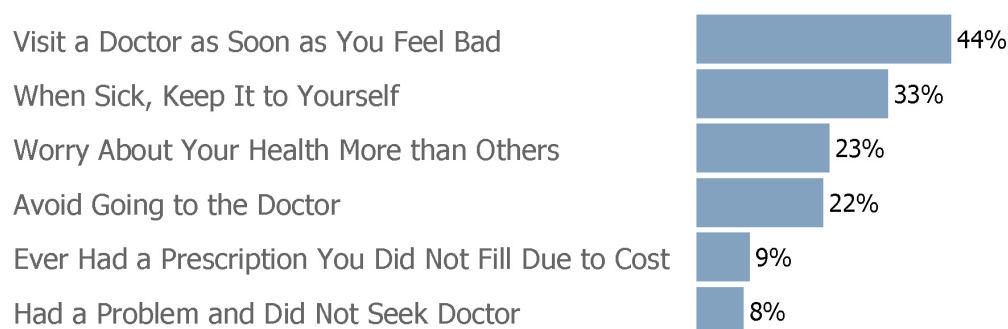 Visit a Doctor as Soon as You Feel Bad 44%
When Sick, Keep It to Yourself 33%
Worry About Your Health More than Others 23%
Avoid Going to the Doctor 22%
Ever Had a Prescription You Did Not Fill Due to Cost 9%
Had a Problem and Did Not Seek Doctor 8%